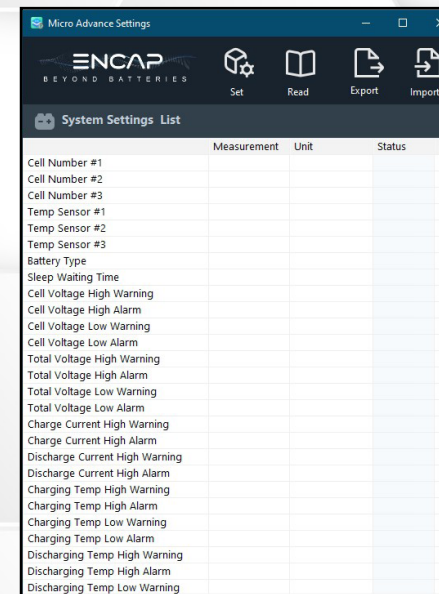 Micro Advance Settings
ENCAP
BEYOND BATTERIES
Set
Read
Export
Import
System Settings List
Measurement Unit Status
Cell Number #1
Cell Number #2
Cell Number #3
Temp Sensor #1
Temp Sensor #2
Temp Sensor #3
Battery Type
Sleep Waiting Time
Cell Voltage High Warning
Cell Voltage High Alarm
Cell Voltage Low Warning
Cell Voltage Low Alarm
Total Voltage High Warning
Total Voltage High Alarm
Total Voltage Low Warning
Total Voltage Low Alarm
Charge Current High Warning
Charge Current High Alarm
Discharge Current High Warning
Discharge Current High Alarm
Charging Temp High Warning
Charging Temp High Alarm
Charging Temp Low Warning
Charging Temp Low Alarm
Discharging Temp High Warning
Discharging Temp High Alarm
Discharging Temp Low Warning